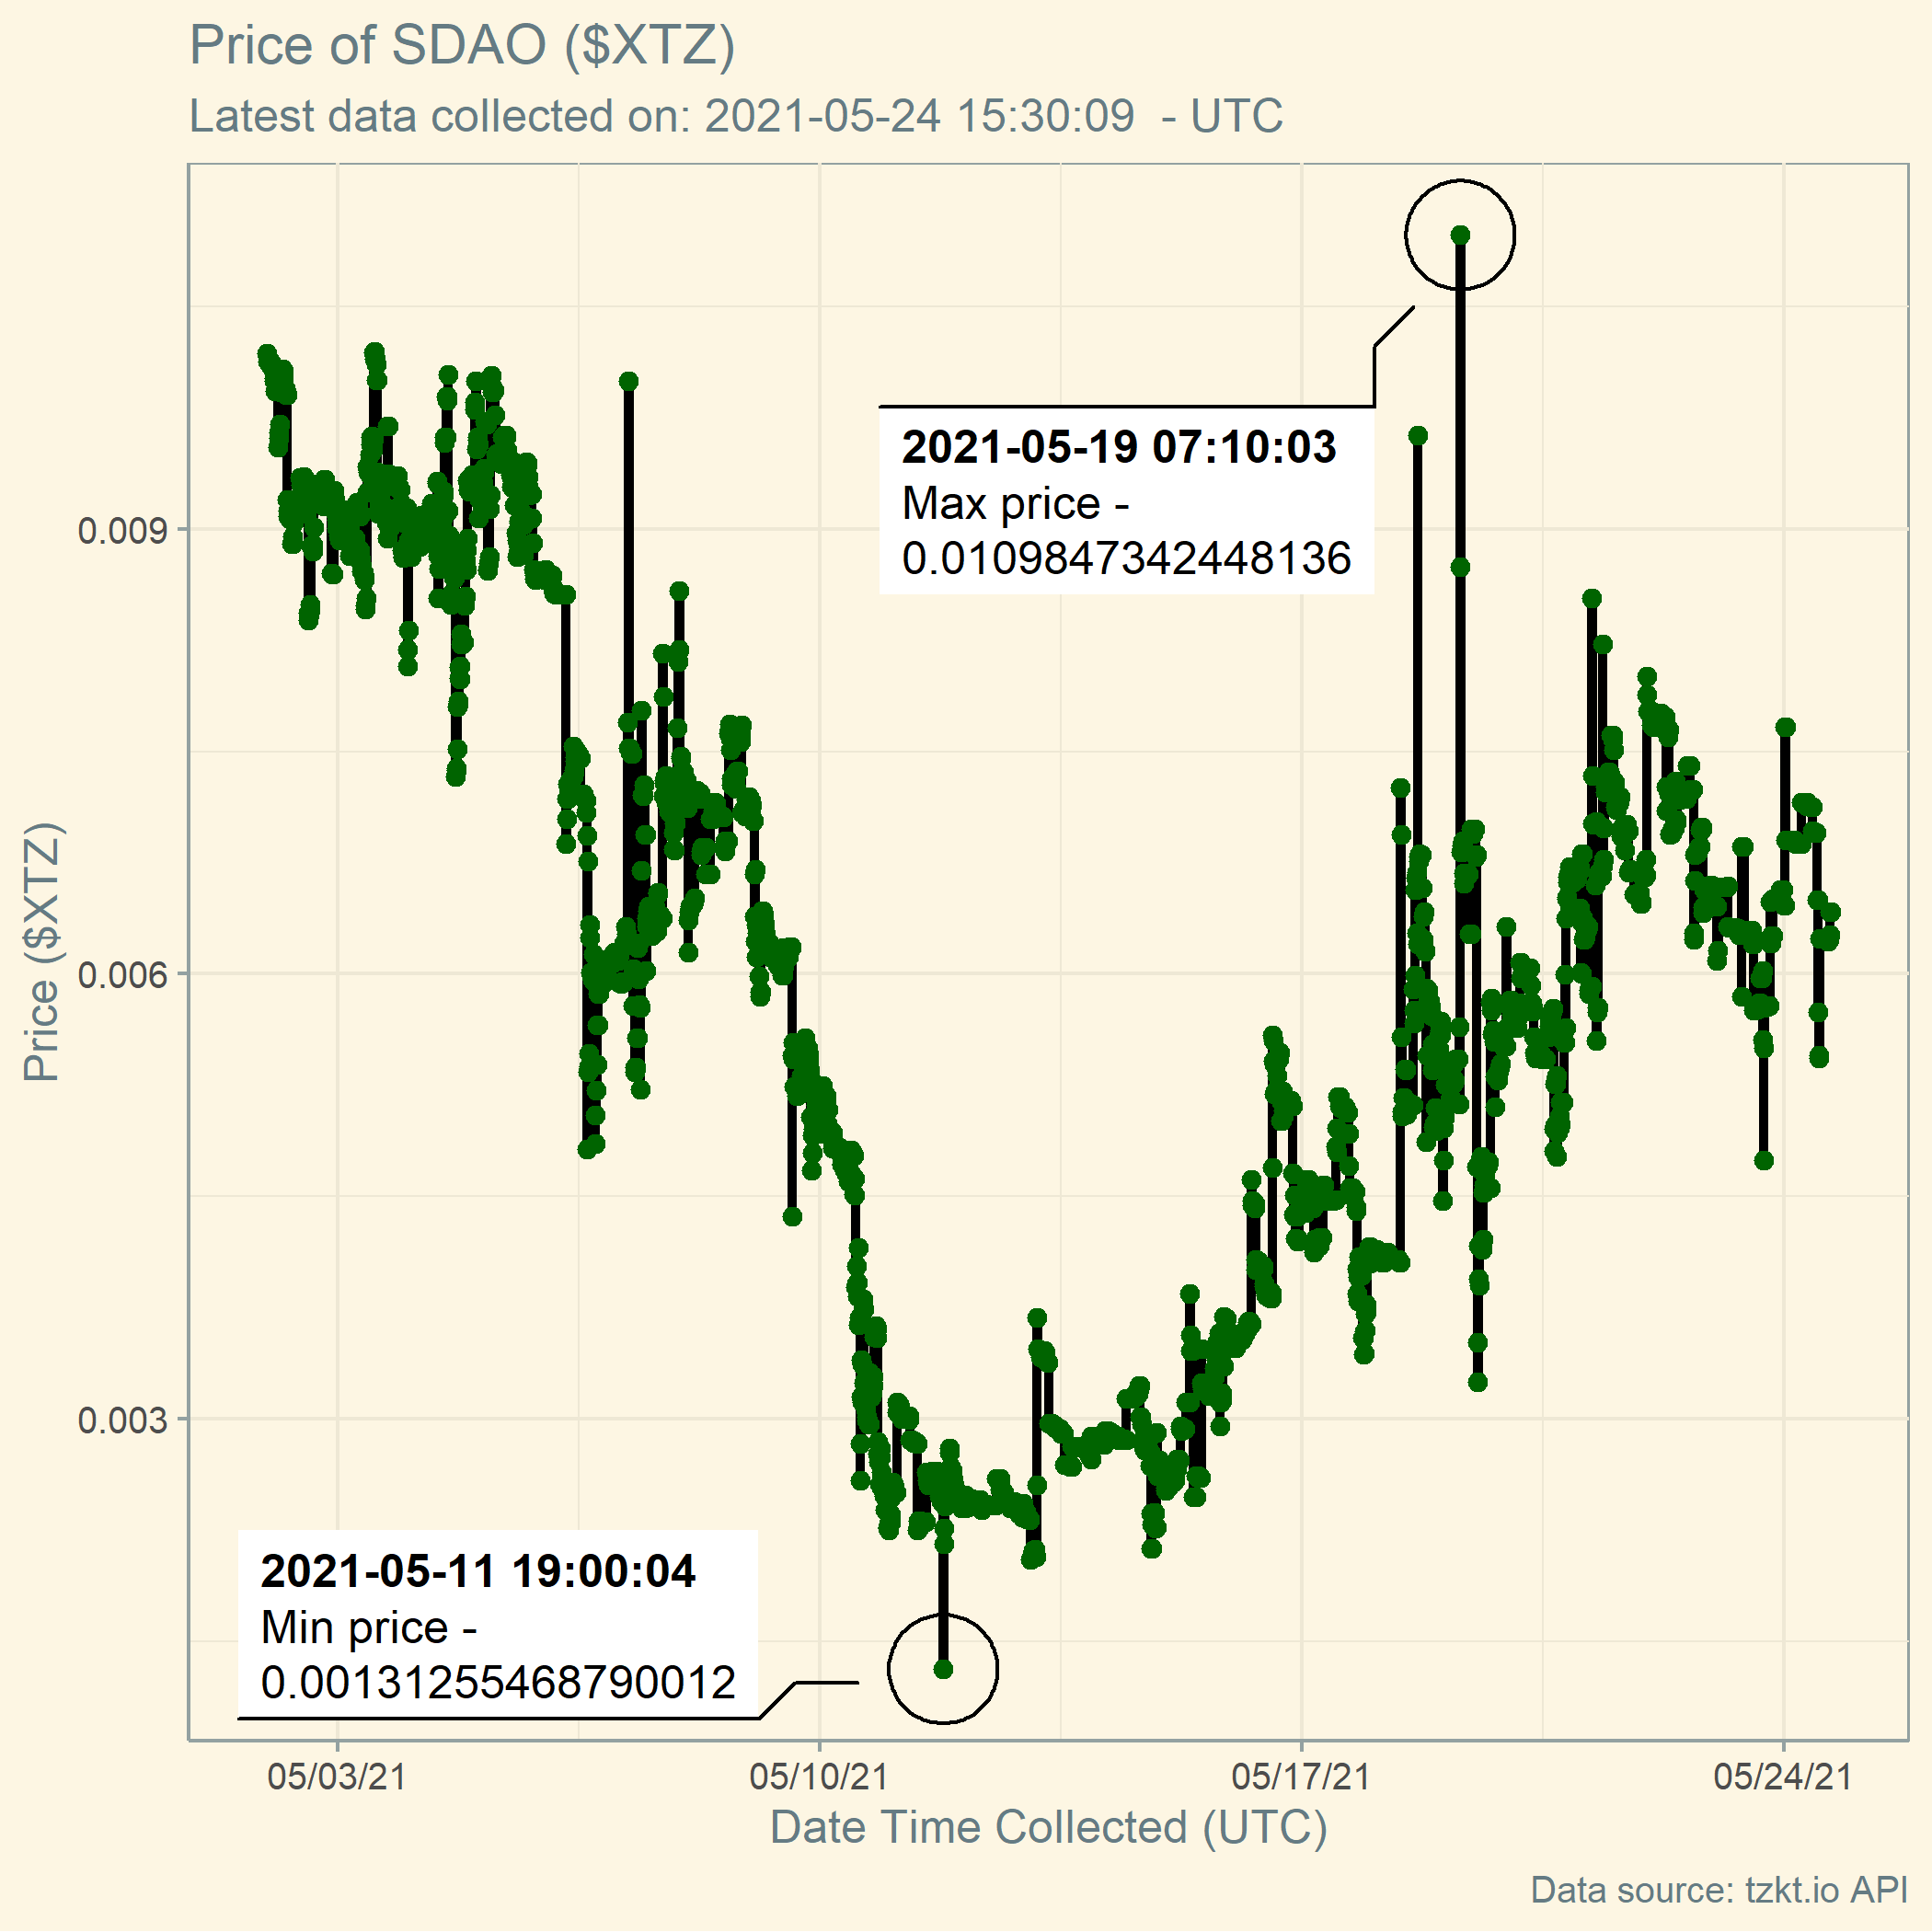 Price of SDAO ($XTZ)
Latest data collected on: 2021-05-24 15:30:09  - UTC
2021-05-19 07:10:03
Max price -
0.0109847342448136
0.009
0.006
0.003
Price ($XTZ)
2021-05-11 19:00:04
Min price -
0.00131255468790012
05/03/21
05/10/21
05/17/21
05/24/21
Date Time Collected (UTC)
Data source: tzkt.io API